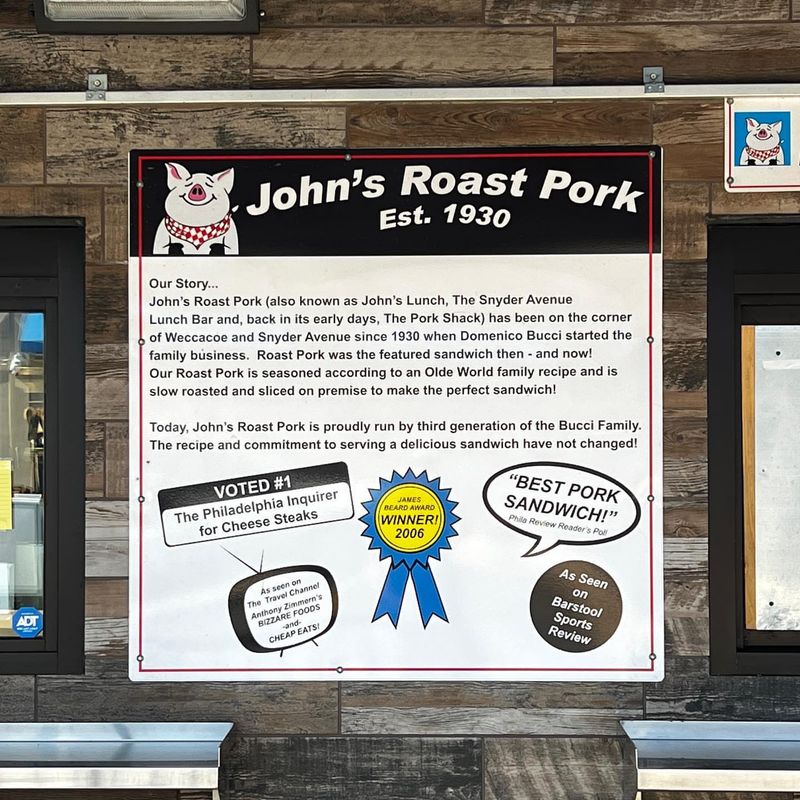 John's Roast Pork
Est. 1930
Our Story...
John's Roast Pork (also known as John's Lunch, The Snyder Avenue
Lunch Bar and, back in its early days, The Pork Shack) has been on the corner
of Weccacoe and Snyder Avenue since 1930 when Domenico Bucci started the
family business. Roast Pork was the featured sandwich then - and now!
Our Roast Pork is seasoned according to an Olde World family recipe and is
slow roasted and sliced on premise to make the perfect sandwich!
Today, John's Roast Pork is proudly run by third generation of the Bucci Family.
The recipe and commitment to serving a delicious sandwich have not changed!
VOTED #1
The Philadelphia Inquirer
for Cheese Steaks
JAMES
BEARD AWARD
WINNER!
2006
"BEST PORK
SANDWICH!"
Phila Review Reader's Poll
As seen on
The Travel Channel
Anthony Zimmern's
BIZZARE FOODS
-and-
CHEAP EATS!
As Seen
on
Barstool
Sports
Review
ADT